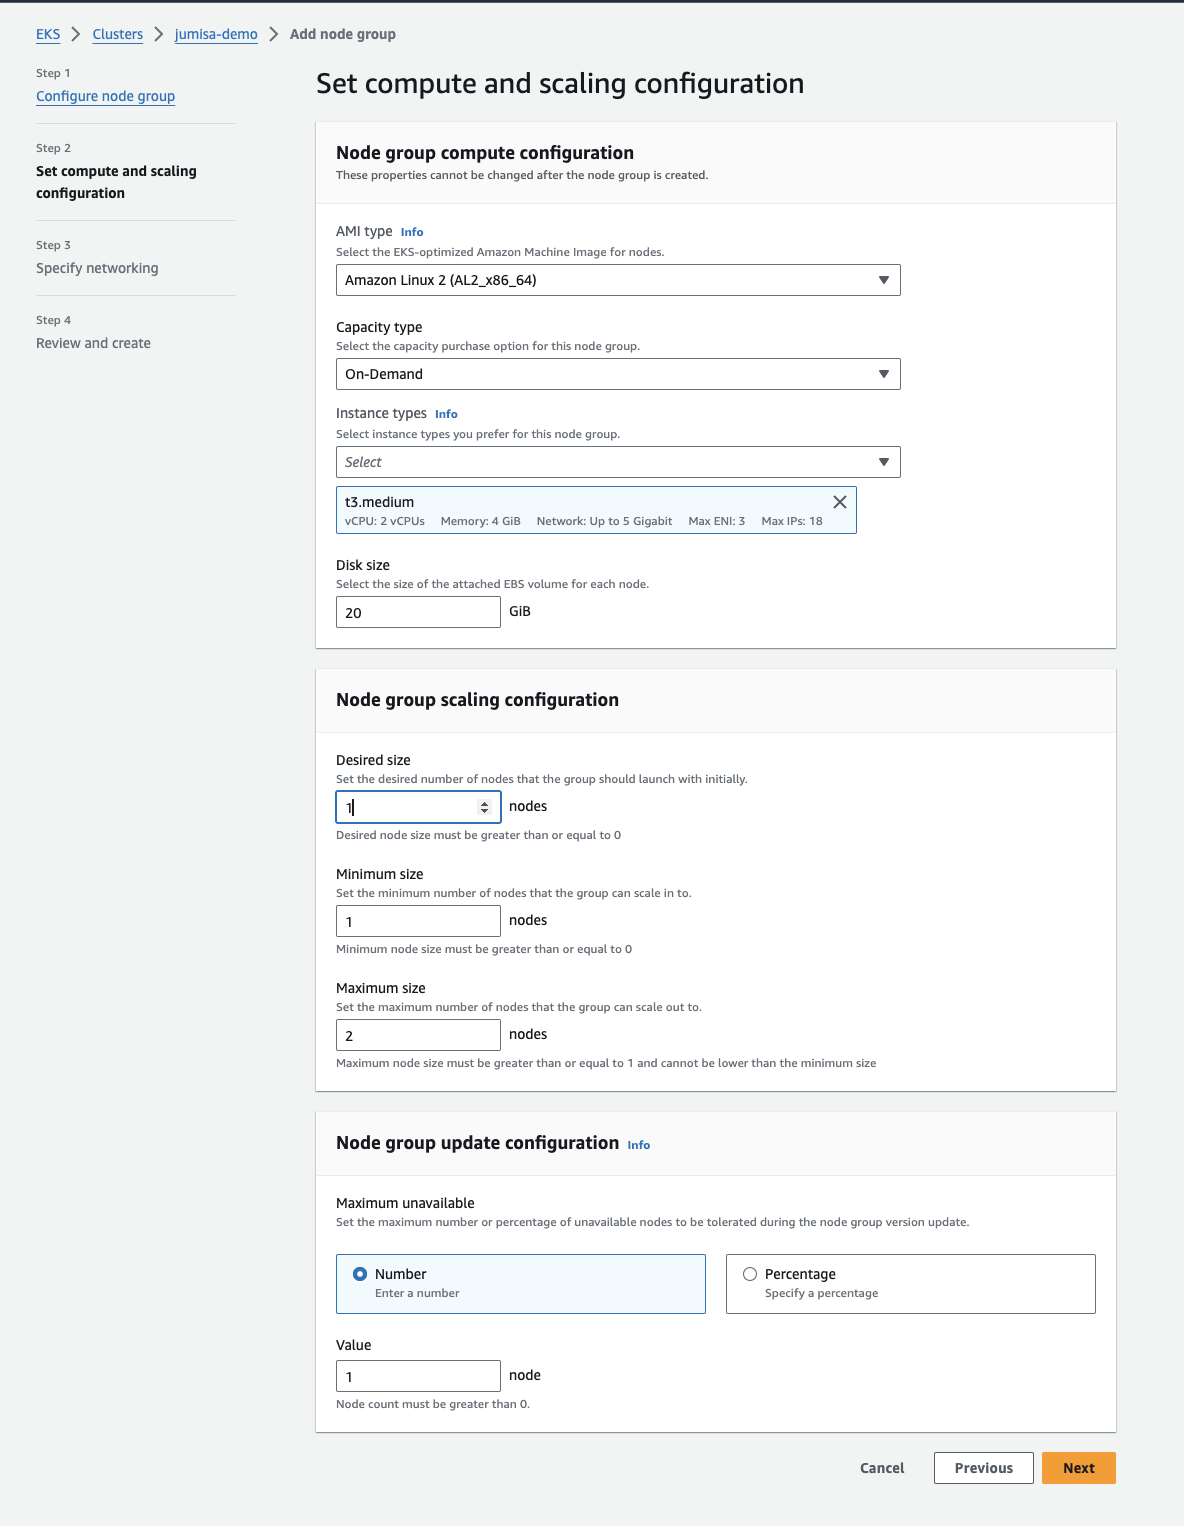 EKS > Clusters > jumisa-demo > Add node group
Step 1
Configure node group
Step 2
Set compute and scaling
configuration
Step 3
Specify networking
Step 4
Review and create
Set compute and scaling configuration
Node group compute configuration
These properties cannot be changed after the node group is created.
AMI type Info
Select the EKS-optimized Amazon Machine Image for nodes.
Amazon Linux 2 (AL2_x86_64)
Capacity type
Select the capacity purchase option for this node group.
On-Demand
Instance types Info
Select instance types you prefer for this node group.
Select
t3.medium
vCPU: 2 vCPUs Memory: 4 GiB Network: Up to 5 Gigabit Max ENI: 3 Max IPs: 18
Disk size
Select the size of the attached EBS volume for each node.
20 GiB
Node group scaling configuration
Desired size
Set the desired number of nodes that the group should launch with initially.
1 nodes
Desired node size must be greater than or equal to 0
Minimum size
Set the minimum number of nodes that the group can scale in to.
1 nodes
Minimum node size must be greater than or equal to 0
Maximum size
Set the maximum number of nodes that the group can scale out to.
2 nodes
Maximum node size must be greater than or equal to 1 and cannot be lower than the minimum size
Node group update configuration Info
Maximum unavailable
Set the maximum number or percentage of unavailable nodes to be tolerated during the node group version update.
Number
Enter a number
Percentage
Specify a percentage
Value
1 node
Node count must be greater than 0.
Cancel Previous Next